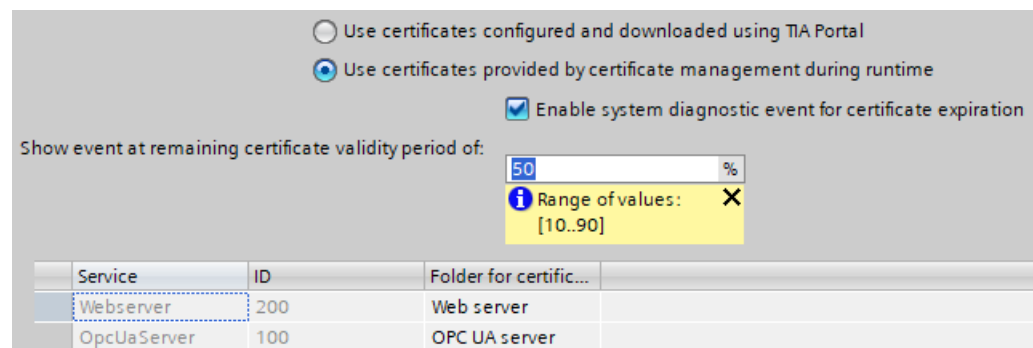 Use certificates configured and downloaded using TIA Portal
Use certificates provided by certificate management during runtime
Enable system diagnostic event for certificate expiration
Show event at remaining certificate validity period of:
50 %
Range of values:
[10..90]
Service ID Folder for certific...
Webserver 200 Web server
OpcUaServer 100 OPC UA server